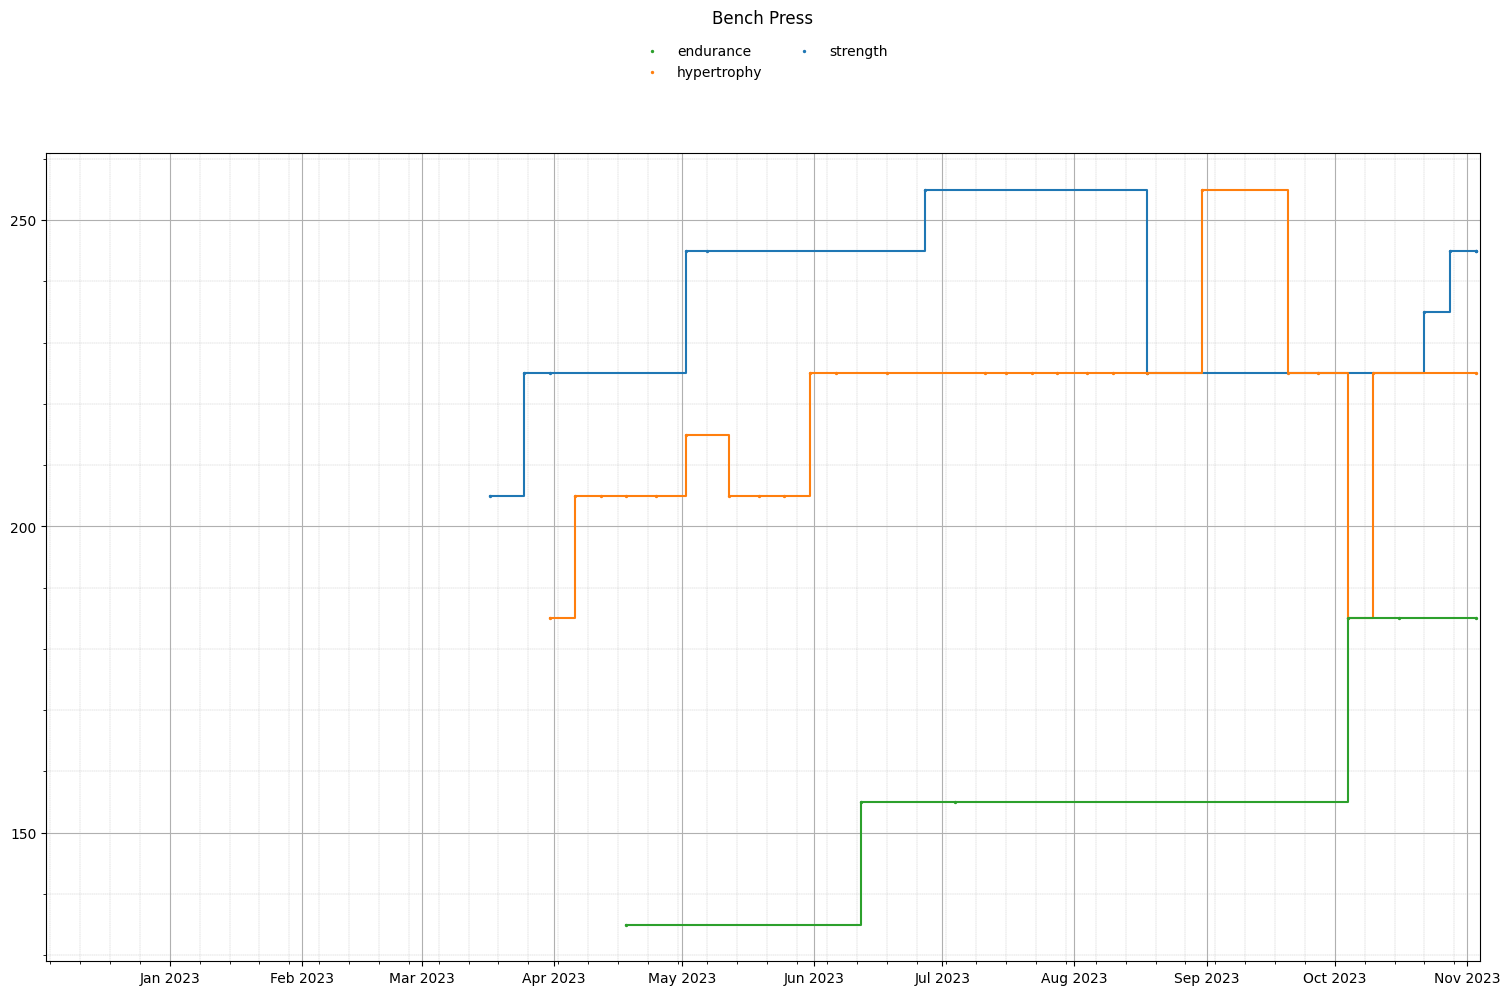 Bench Press
endurance
strength
hypertrophy
250
200
150
Jan 2023
Feb 2023
Mar 2023
Apr 2023
May 2023
Jun 2023
Jul 2023
Aug 2023
Sep 2023
Oct 2023
Nov 2023